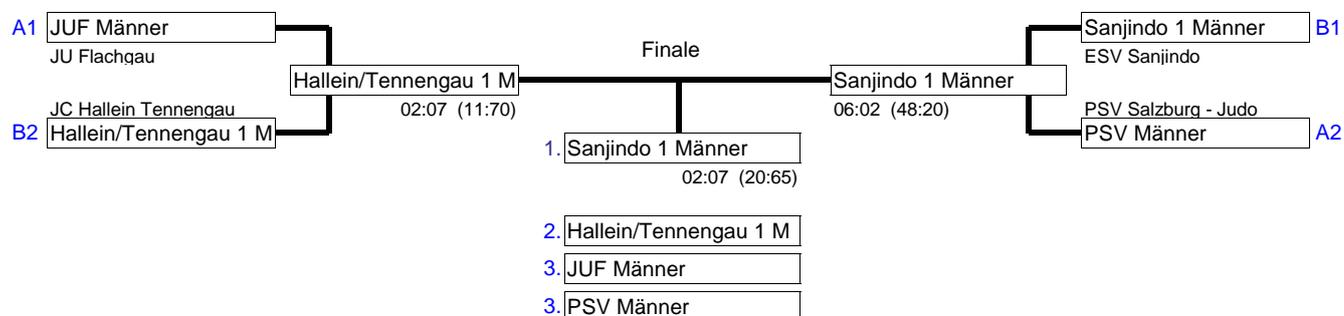 A1 JUF Männer
JU Flachgau
JC Hallein Tennengau
B2 Hallein/Tennengau 1 M
Hallein/Tennengau 1 M
02:07 (11:70)
Finale
Sanjindo 1 Männer
06:02 (48:20)
Sanjindo 1 Männer B1
ESV Sanjindo
PSV Salzburg - Judo
PSV Männer A2
1. Sanjindo 1 Männer
02:07 (20:65)
2. Hallein/Tennengau 1 M
3. JUF Männer
3. PSV Männer